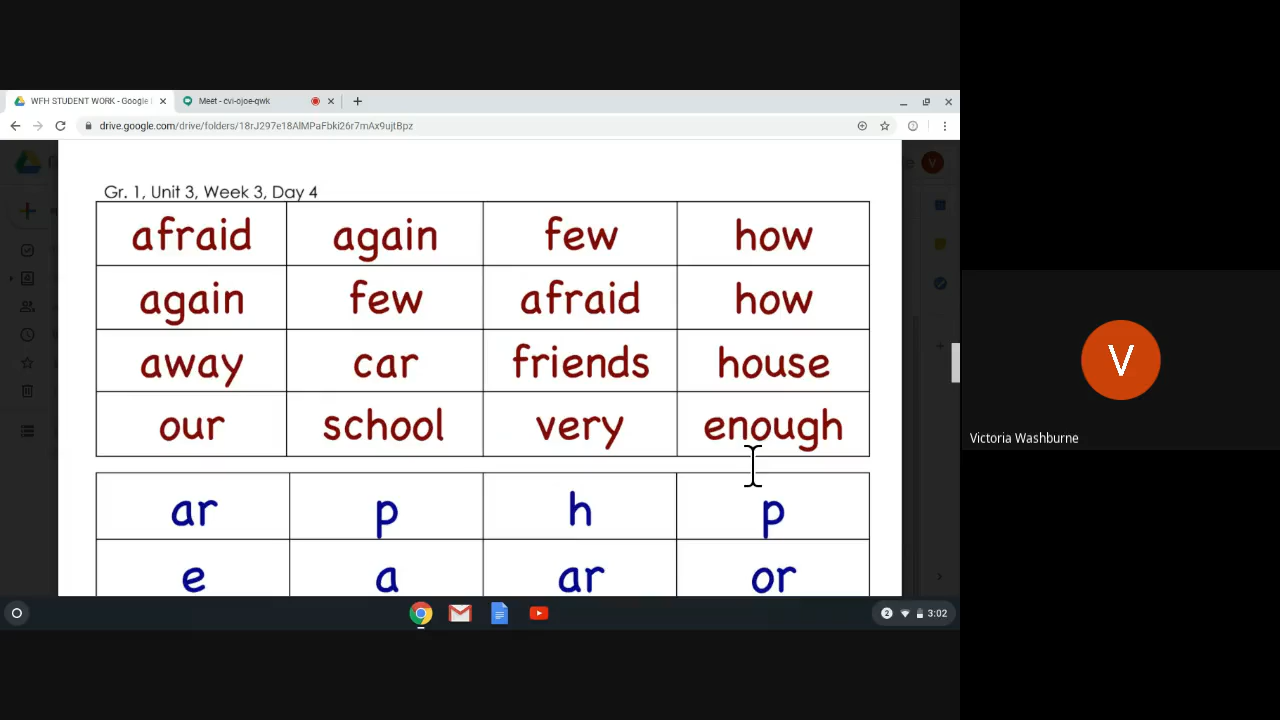 WFH STUDENT WORK - Google
Meet - cvi-ojoe-qwk
drive.google.com/drive/folders/18rJ297e18AlMPaFbki26r7mAx9ujtBpz
V
Gr. 1, Unit 3, Week 3, Day 4
afraid again few how
again few afraid how
away car friends house
our school very enough
ar p h p
e a ar or
V
Victoria Washburne
2 3:02